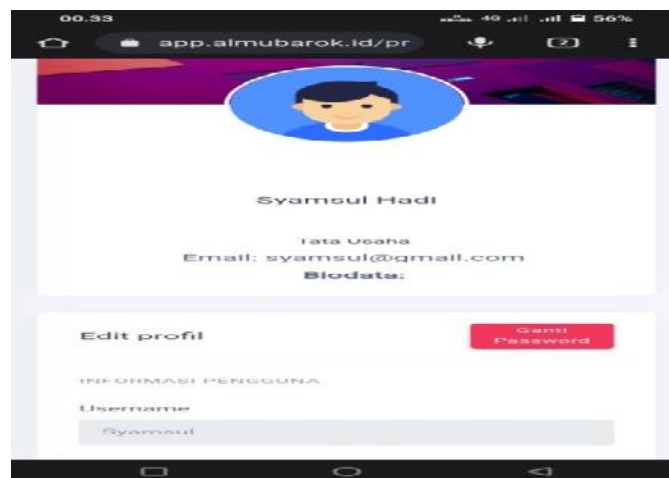 00.33 4G 56%
app.almubarok.id/pr 2
Syamsul Hadi
Tata Usaha
Email: syamsul@gmail.com
Biodata:
Edit profil
Ganti
Password
INFORMASI PENGGUNA
Username
Syamsul